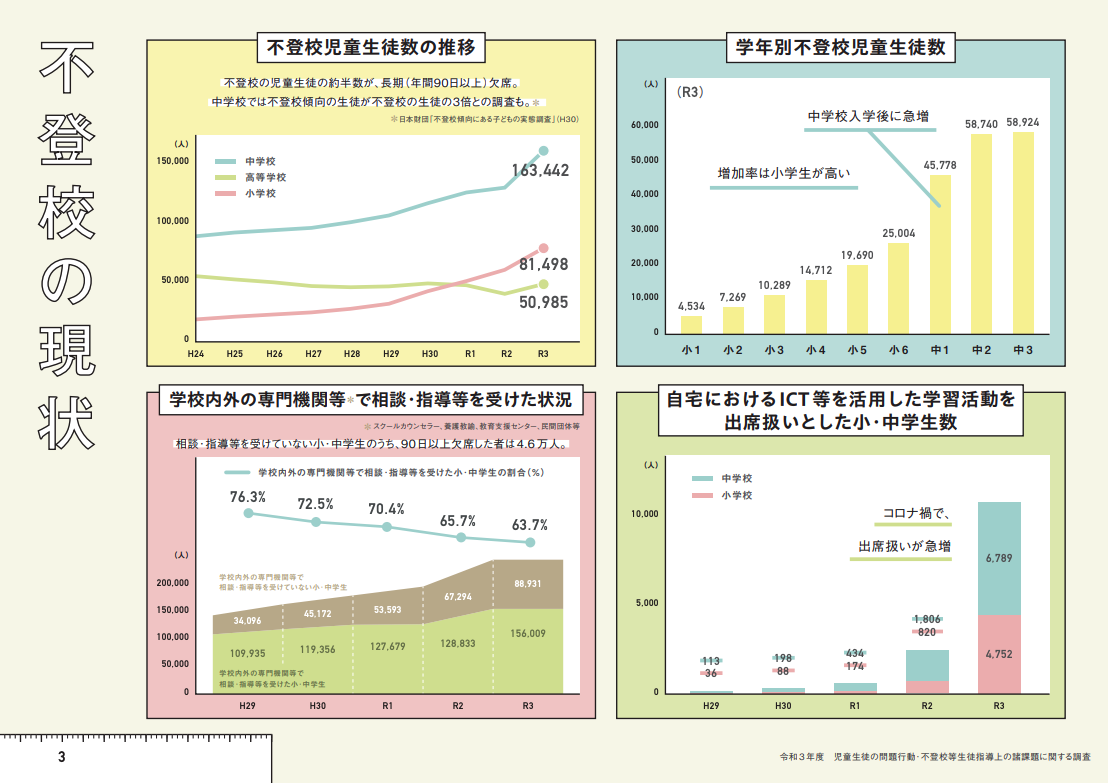 不登校の現状
不登校児童生徒数の推移
不登校の児童生徒の約半数が、長期（年間90日以上）欠席。
中学校では不登校傾向の生徒が不登校の生徒の3倍との調査も。※
※日本財団「不登校傾向にある子どもの実態調査」（H30）
（人）
150,000
100,000
50,000
0
中学校
高等学校
小学校
163,442
81,498
50,985
H24 H25 H26 H27 H28 H29 H30 R1 R2 R3
学年別不登校児童生徒数
（人）
（R3）
60,000
50,000
40,000
30,000
20,000
10,000
0
中学校入学後に急増
増加率は小学生が高い
4,534 7,269 10,289 14,712 19,690 25,004 45,778 58,740 58,924
小1 小2 小3 小4 小5 小6 中1 中2 中3
学校内外の専門機関等※で相談・指導等を受けた状況
※スクールカウンセラー、養護教諭、教育支援センター、民間団体等
相談・指導等を受けていない小・中学生のうち、90日以上欠席した者は4.6万人。
学校内外の専門機関等で相談・指導等を受けた小・中学生の割合（%）
76.3% 72.5% 70.4% 65.7% 63.7%
（人）
200,000
150,000
100,000
50,000
0
学校内外の専門機関等で
相談・指導等を受けていない小・中学生
34,096 45,172 53,593 67,294 88,931
109,935 119,356 127,679 128,833 156,009
学校内外の専門機関等で
相談・指導等を受けた小・中学生
H29 H30 R1 R2 R3
自宅におけるICT等を活用した学習活動を
出席扱いとした小・中学生数
（人）
10,000
5,000
0
中学校
小学校
コロナ禍で、
出席扱いが急増
113 198 434 1,806 6,789
36 88 174 820 4,752
H29 H30 R1 R2 R3
3
令和3年度　児童生徒の問題行動・不登校等生徒指導上の諸課題に関する調査